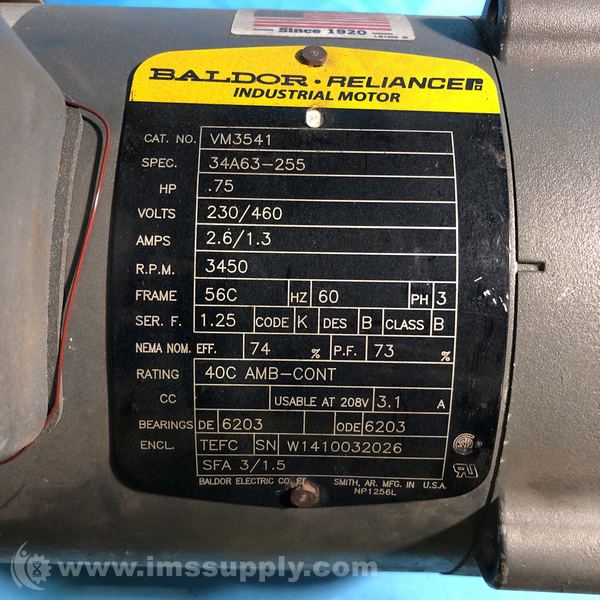 Since 1920
BALDOR • RELIANCE
INDUSTRIAL MOTOR
CAT. NO. VM3541
SPEC. 34A63-255
HP .75
VOLTS 230/460
AMPS 2.6/1.3
R.P.M. 3450
FRAME 56C HZ 60 PH 3
SER. F. 1.25 CODE K DES B CLASS B
NEMA NOM. EFF. 74 % P.F. 73 %
RATING 40C AMB-CONT
CC USABLE AT 208V 3.1 A
BEARINGS DE 6203 ODE 6203
ENCL. TEFC SN W1410032026
SFA 3/1.5
BALDOR ELECTRIC CO. SMITH, AR. MFG. IN U.S.A.
NP1256L
www.imssupply.com